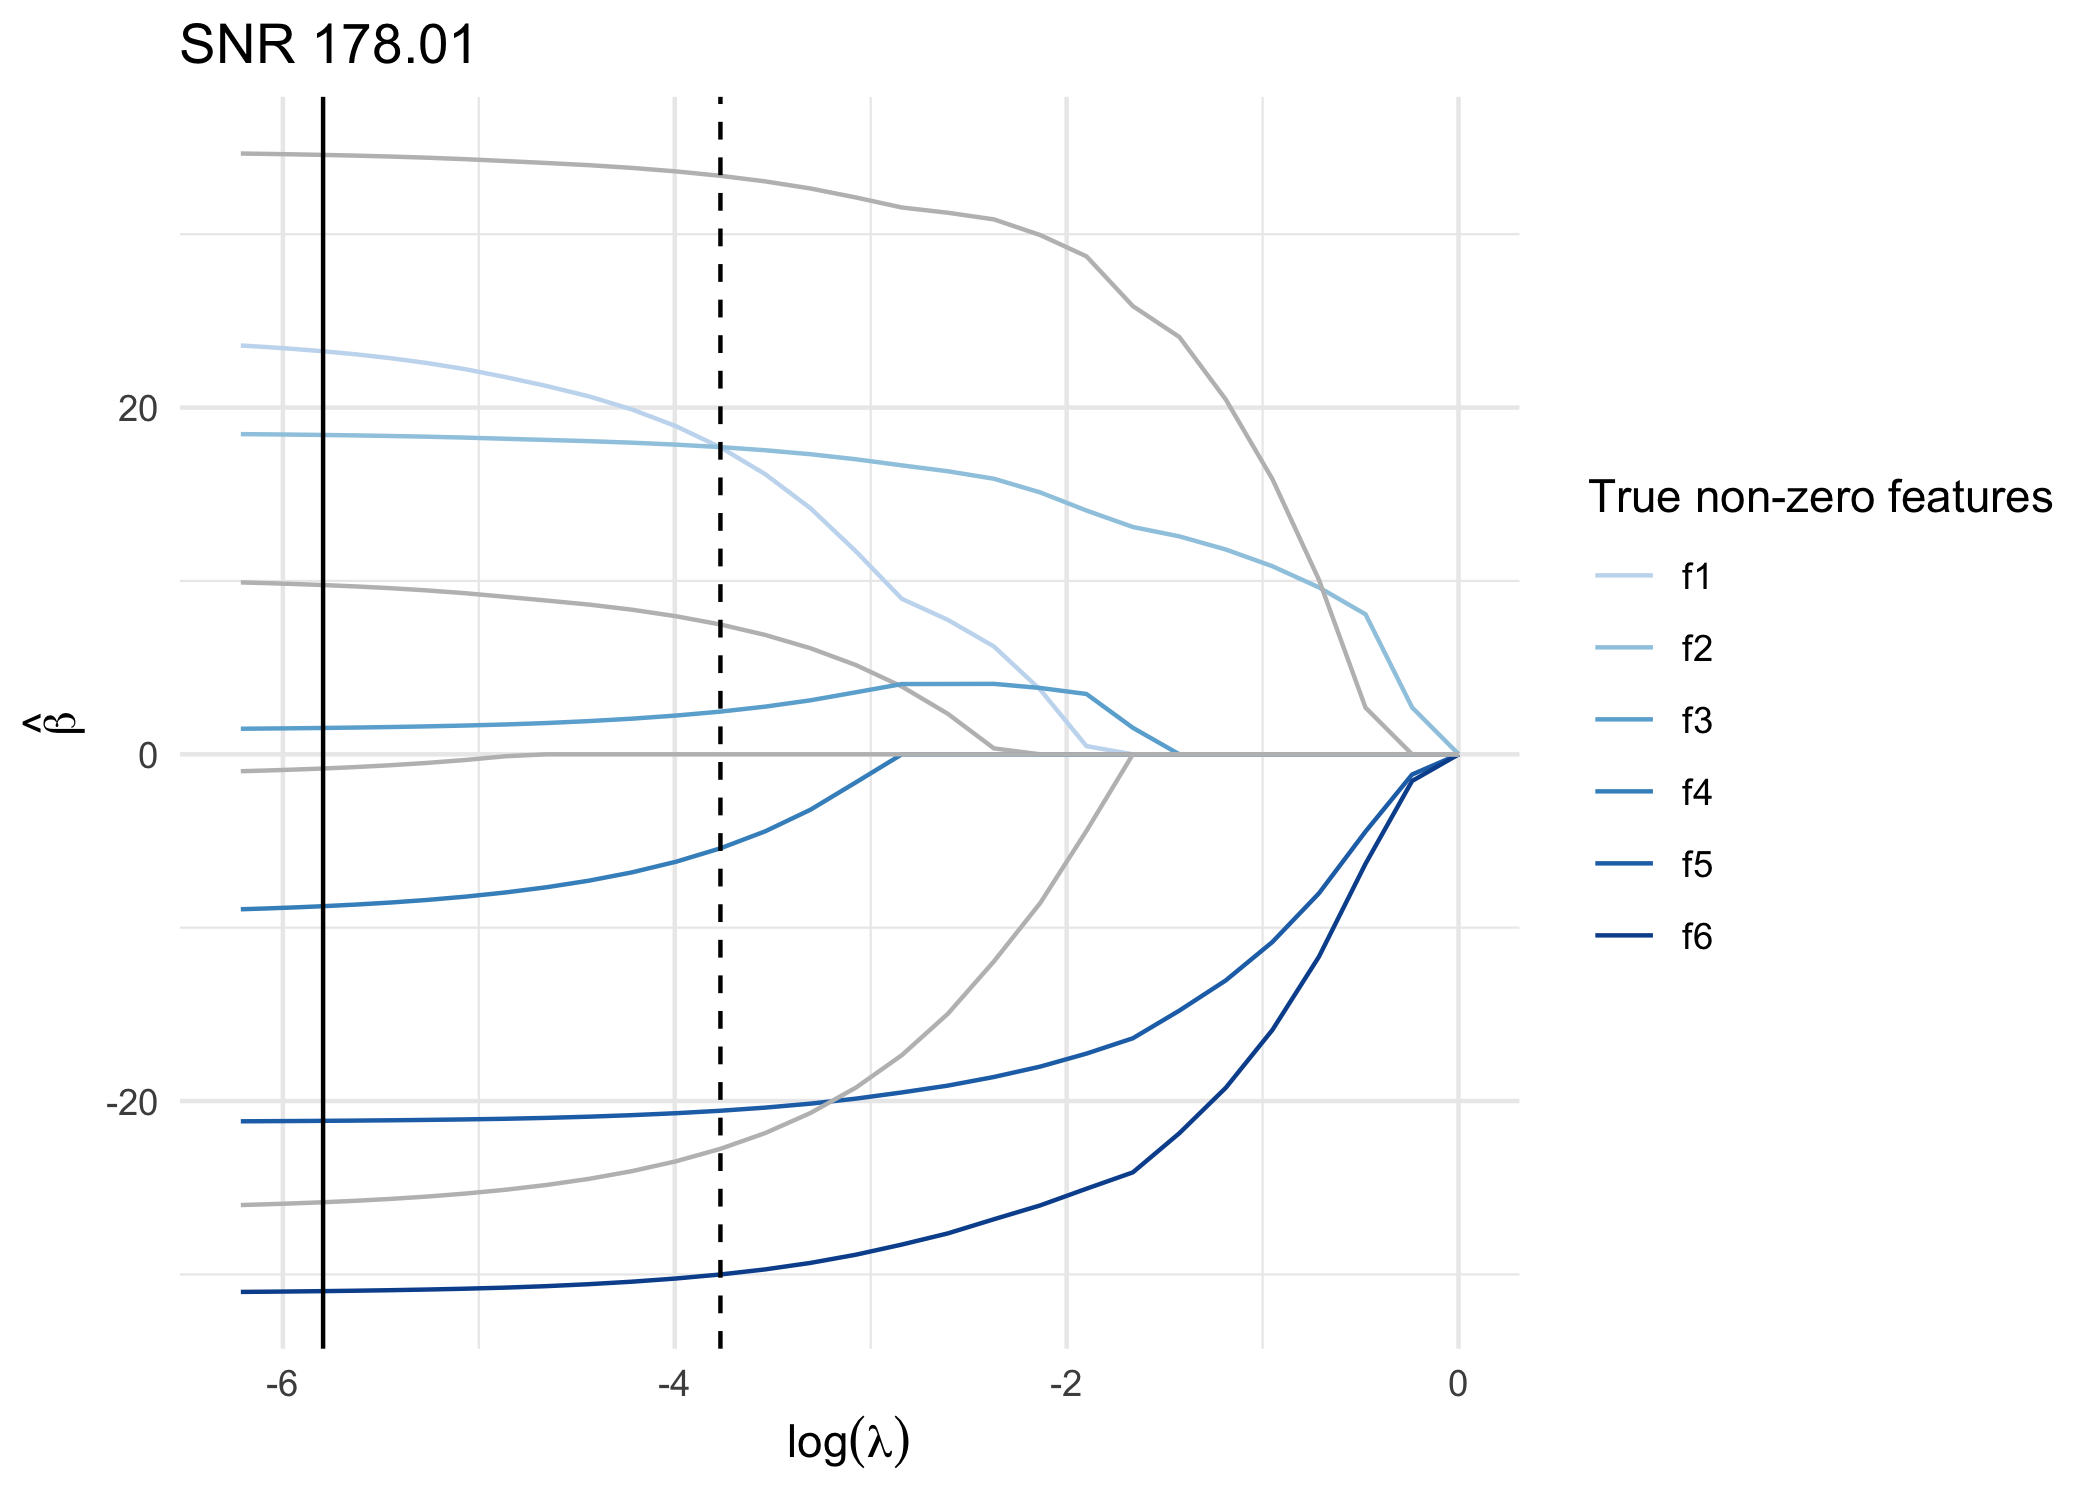 SNR 178.01
20
0
-20
β̂
-6
-4
-2
0
log(λ)
True non-zero features
f1
f2
f3
f4
f5
f6